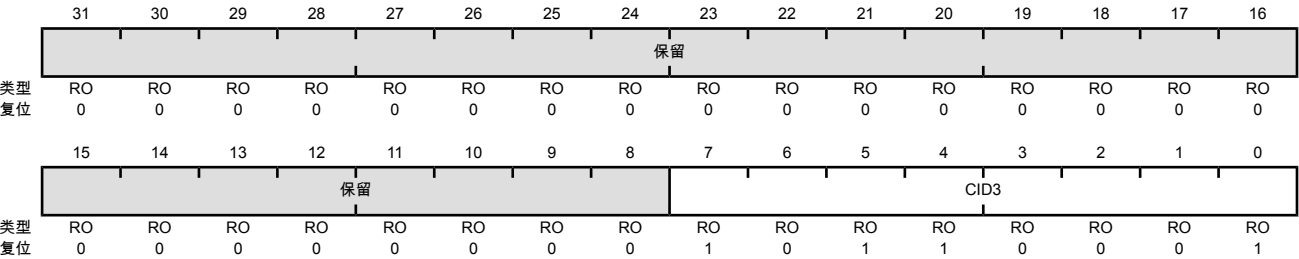 31 30 29 28 27 26 25 24 23 22 21 20 19 18 17 16
保留
类型 RO RO RO RO RO RO RO RO RO RO RO RO RO RO RO RO
复位 0 0 0 0 0 0 0 0 0 0 0 0 0 0 0 0
15 14 13 12 11 10 9 8 7 6 5 4 3 2 1 0
保留 CID3
类型 RO RO RO RO RO RO RO RO RO RO RO RO RO RO RO RO
复位 0 0 0 0 0 0 0 0 1 0 1 1 0 0 0 1